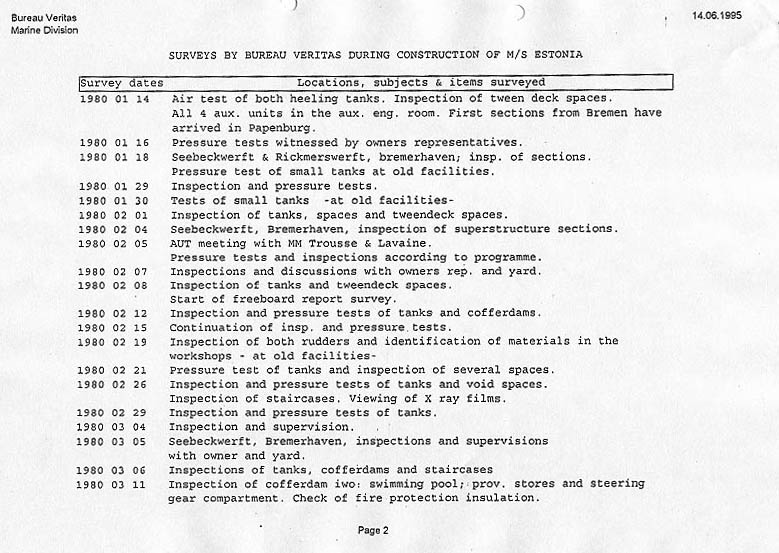 Bureau Veritas
Marine Division
14.06.1995
SURVEYS BY BUREAU VERITAS DURING CONSTRUCTION OF M/S ESTONIA
Survey dates Locations, subjects & items surveyed
1980 01 14 Air test of both heeling tanks. Inspection of tween deck spaces.
All 4 aux. units in the aux. eng. room. First sections from Bremen have
arrived in Papenburg.
1980 01 16 Pressure tests witnessed by owners representatives.
1980 01 18 Seebeckwerft & Rickmerswerft, bremerhaven; insp. of sections.
Pressure test of small tanks at old facilities.
1980 01 29 Inspection and pressure tests.
1980 01 30 Tests of small tanks -at old facilities-
1980 02 01 Inspection of tanks, spaces and tweendeck spaces.
1980 02 04 Seebeckwerft, Bremerhaven, inspection of superstructure sections.
1980 02 05 AUT meeting with MM Trousse & Lavaine.
Pressure tests and inspections according to programme.
1980 02 07 Inspections and discussions with owners rep. and yard.
1980 02 08 Inspection of tanks and tweendeck spaces.
Start of freeboard report survey.
1980 02 12 Inspection and pressure tests of tanks and cofferdams.
1980 02 15 Continuation of insp. and pressure tests.
1980 02 19 Inspection of both rudders and identification of materials in the
workshops - at old facilities-
1980 02 21 Pressure test of tanks and inspection of several spaces.
1980 02 26 Inspection and pressure tests of tanks and void spaces.
Inspection of staircases. Viewing of X ray films.
1980 02 29 Inspection and pressure tests of tanks.
1980 03 04 Inspection and supervision.
1980 03 05 Seebeckwerft, Bremerhaven, inspections and supervisions
with owner and yard.
1980 03 06 Inspections of tanks, cofferdams and staircases
1980 03 11 Inspection of cofferdam iwo: swimming pool; prov. stores and steering
gear compartment. Check of fire protection insulation.
Page 2